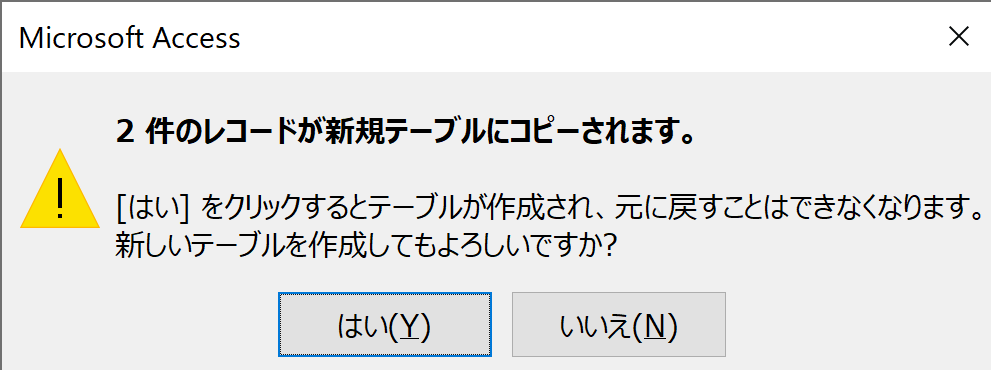 Microsoft Access
2 件のレコードが新規テーブルにコピーされます。
[はい] をクリックするとテーブルが作成され、元に戻すことはできなくなります。
新しいテーブルを作成してもよろしいですか?
はい(Y)
いいえ(N)